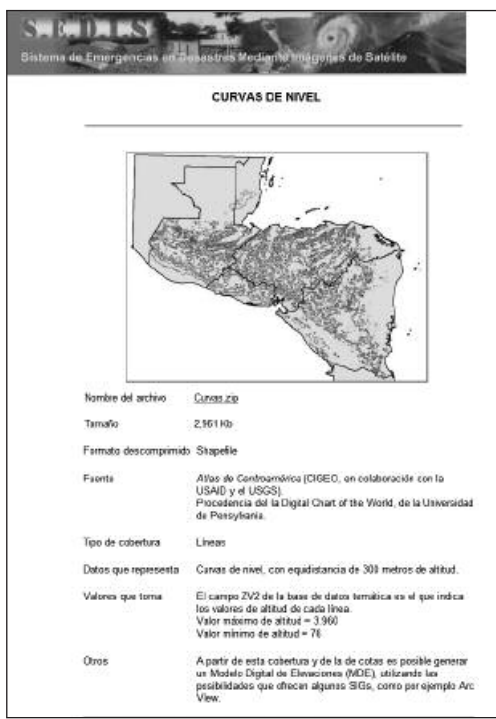 S.E.D.I.S
Sistema de Emergencias en Desastres Mediante Imágenes de Satélite
CURVAS DE NIVEL
Nombre del archivo Curvas.zip
Tamaño 2,961 Kb
Formato descomprimido Shapefile
Fuente Atlas de Centroamérica (CIGEO, en colaboración con la
USAID y el USGS).
Procedencia del la Digital Chart of the World, de la Universidad
de Pensylvania.
Tipo de cobertura Líneas
Datos que representa Curvas de nivel, con equidistancia de 300 metros de altitud.
Valores que toma El campo ZV2 de la base de datos temática es el que indica
los valores de altitud de cada línea.
Valor máximo de altitud = 3.960
Valor mínimo de altitud = 76
Otros A partir de esta cobertura y de la de cotas es posible generar
un Modelo Digital de Elevaciones (MDE), utilizando las
posibilidades que ofrecen algunos SIGs, como por ejemplo Arc
View.